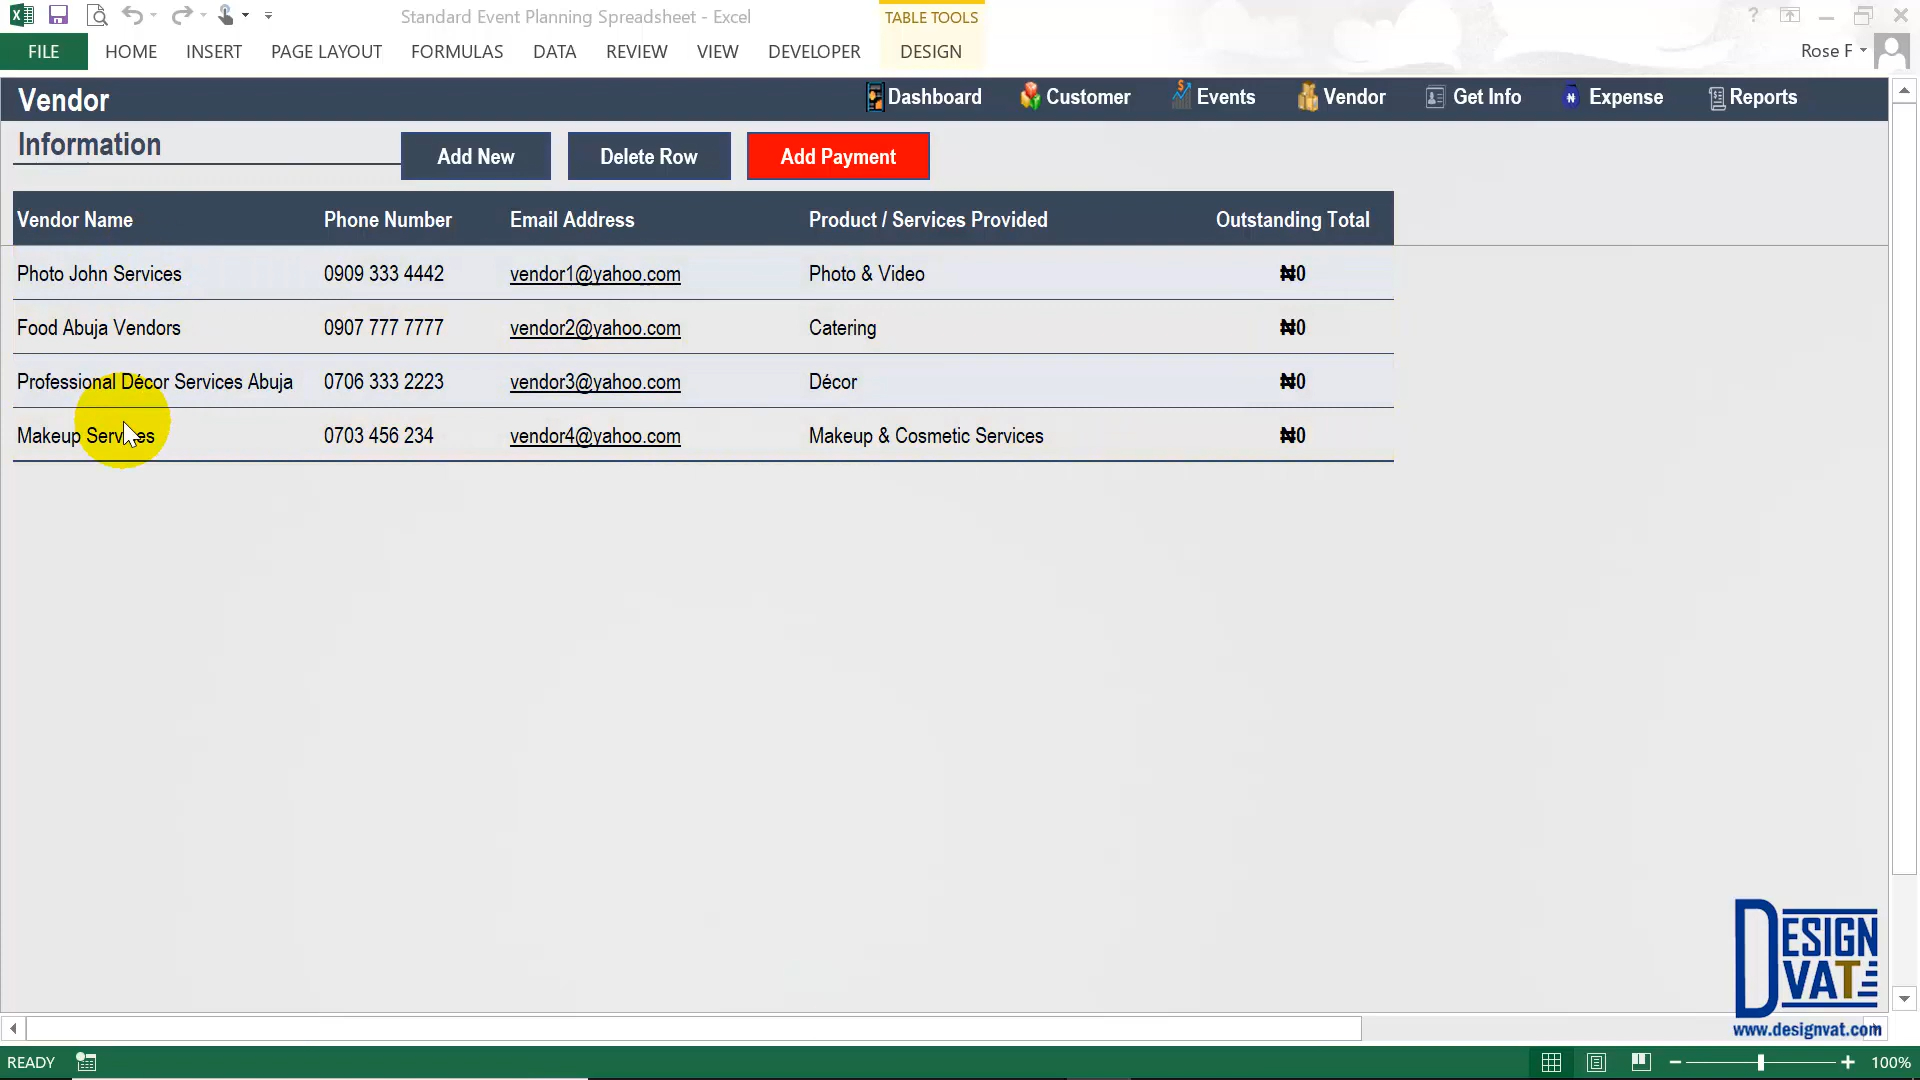 Standard Event Planning Spreadsheet - Excel
TABLE TOOLS
?
FILE HOME INSERT PAGE LAYOUT FORMULAS DATA REVIEW VIEW DEVELOPER DESIGN
Rose F
Vendor
Dashboard Customer Events Vendor Get Info Expense Reports
Information
Add New Delete Row Add Payment
Vendor Name Phone Number Email Address Product / Services Provided Outstanding Total
Photo John Services 0909 333 4442 vendor1@yahoo.com Photo & Video ₦0
Food Abuja Vendors 0907 777 7777 vendor2@yahoo.com Catering ₦0
Professional Décor Services Abuja 0706 333 2223 vendor3@yahoo.com Décor ₦0
Makeup Services 0703 456 234 vendor4@yahoo.com Makeup & Cosmetic Services ₦0
DESIGN
VAT
www.designvat.com
READY
100%